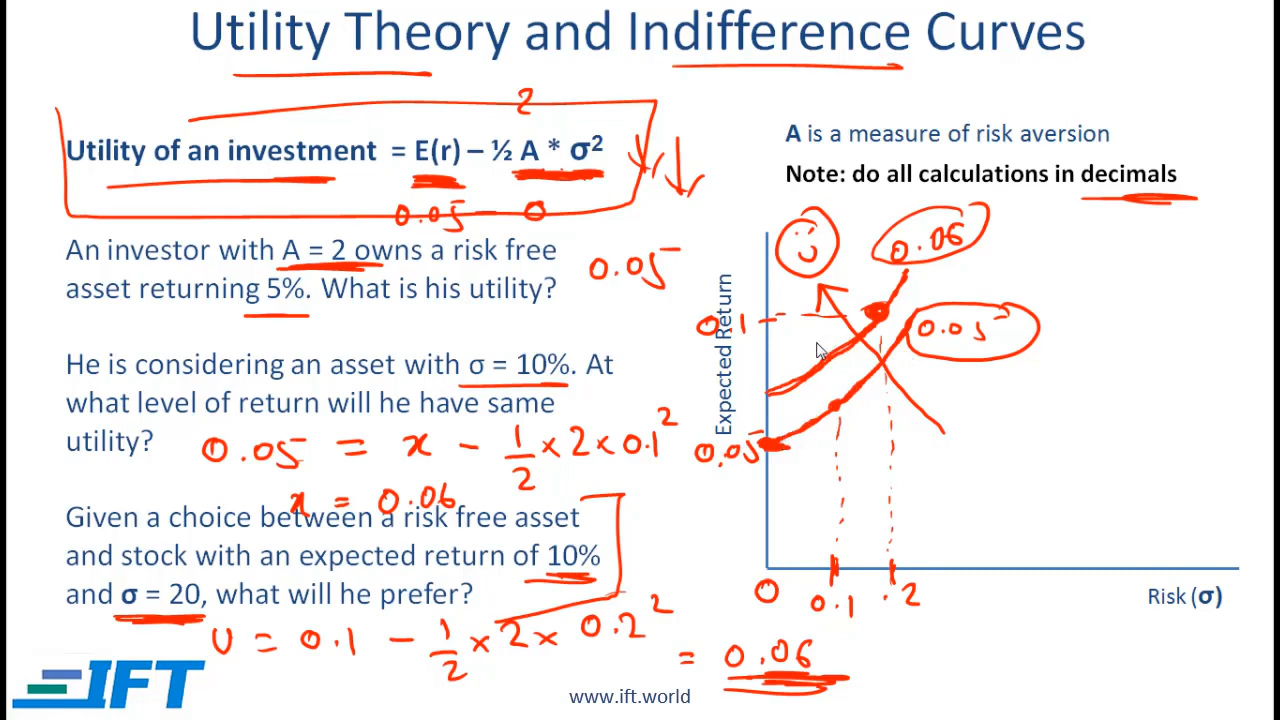 Utility Theory and Indifference Curves
2
Utility of an investment = E(r) – ½ A * σ²
0.05 – 0
A is a measure of risk aversion
Note: do all calculations in decimals
An investor with A = 2 owns a risk free
asset returning 5%. What is his utility?
0.05
He is considering an asset with σ = 10%. At
what level of return will he have same
utility?
0.05 = x – 1/2 × 2 × 0.1²
x = 0.06
Given a choice between a risk free asset
and stock with an expected return of 10%
and σ = 20, what will he prefer?
U = 0.1 – 1/2 × 2 × 0.2²
= 0.06
0.06
0.05
Expected Return
0.1
0.05
0
0.1
.2
Risk (σ)
IFT
www.ift.world